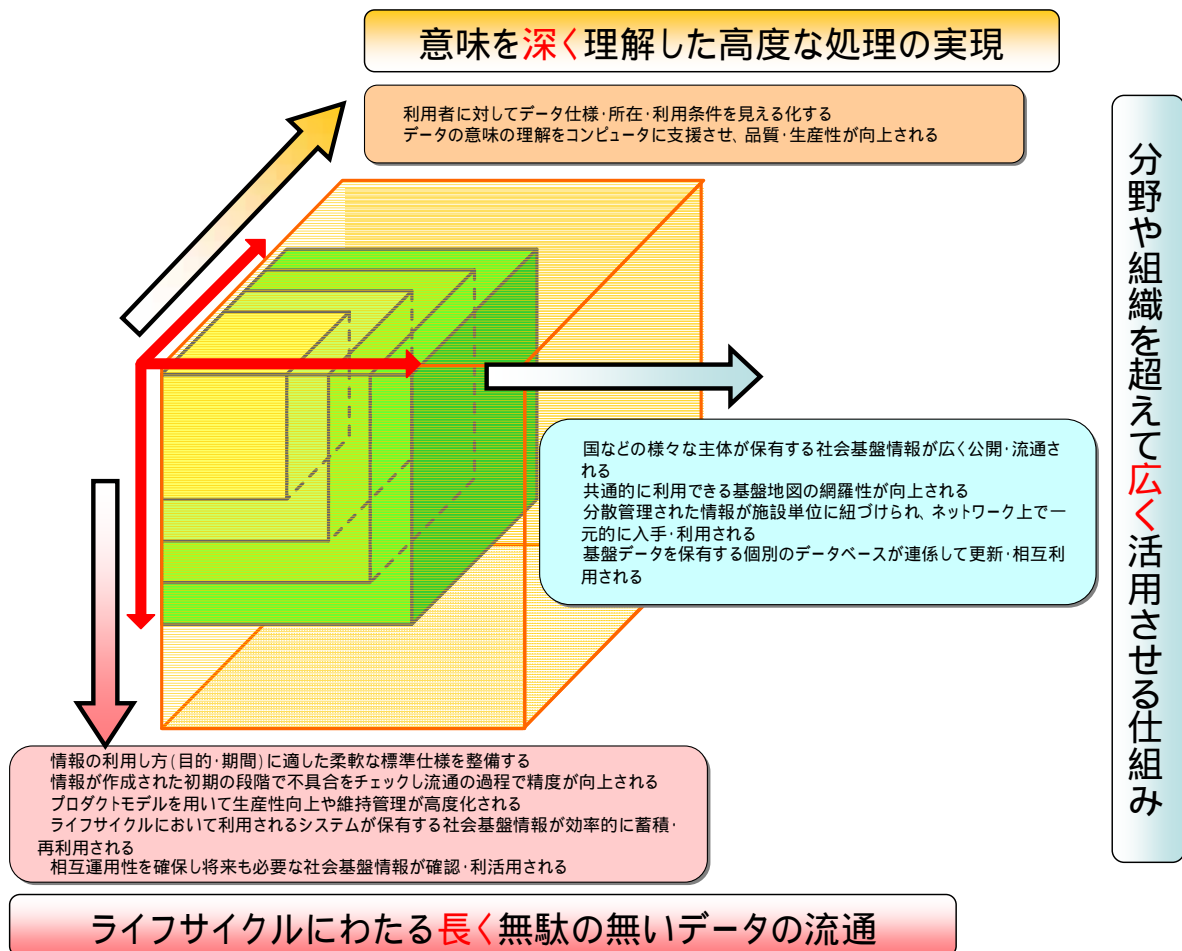 意味を深く理解した高度な処理の実現
利用者に対してデータ仕様･所在･利用条件を見える化する
データの意味の理解をコンピュータに支援させ、品質･生産性が向上される
分野や組織を超えて広く活用させる仕組み
国などの様々な主体が保有する社会基盤情報が広く公開･流通さ
れる
共通的に利用できる基盤地図の網羅性が向上される
分散管理された情報が施設単位に紐づけられ、ネットワーク上で一
元的に入手･利用される
基盤データを保有する個別のデータベースが連係して更新･相互利
用される
情報の利用し方(目的･期間)に適した柔軟な標準仕様を整備する
情報が作成された初期の段階で不具合をチェックし流通の過程で精度が向上される
プロダクトモデルを用いて生産性向上や維持管理が高度化される
ライフサイクルにおいて利用されるシステムが保有する社会基盤情報が効率的に蓄積･
再利用される
相互運用性を確保し将来も必要な社会基盤情報が確認･利活用される
ライフサイクルにわたる長く無駄の無いデータの流通